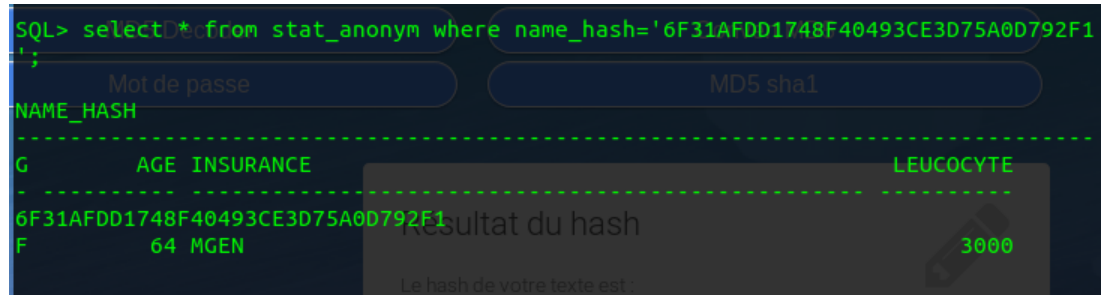 SQL> select * from stat_anonym where name_hash='6F31AFDD1748F40493CE3D75A0D792F1
';
Mot de passe
MD5 sha1
NAME_HASH
--------------------------------------------------------------------------------
G        AGE INSURANCE                                           LEUCOCYTE
- ---------- -------------------------------------------------- ----------
6F31AFDD1748F40493CE3D75A0D792F1
Résultat du hash
F         64 MGEN                                                     3000
Le hash de votre texte est :